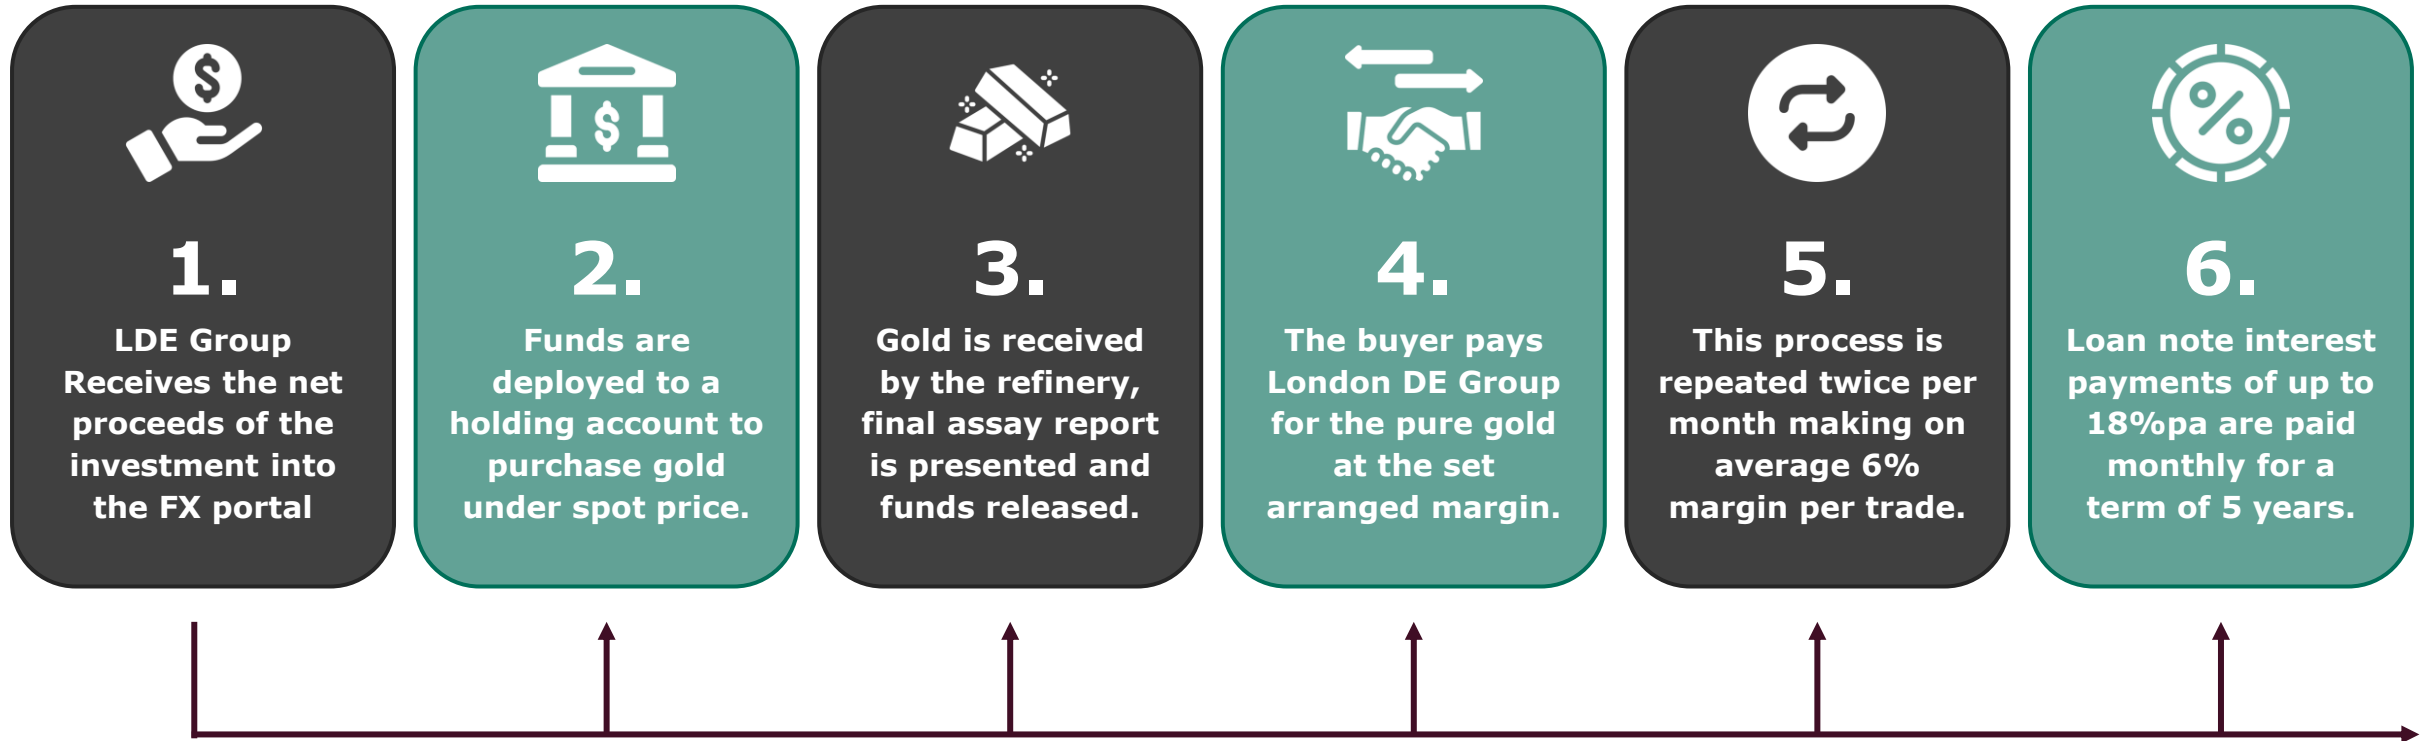 1.
LDE Group
Receives the net
proceeds of the
investment into
the FX portal
2.
Funds are
deployed to a
holding account to
purchase gold
under spot price.
3.
Gold is received
by the refinery,
final assay report
is presented and
funds released.
4.
The buyer pays
London DE Group
for the pure gold
at the set
arranged margin.
5.
This process is
repeated twice per
month making on
average 6%
margin per trade.
6.
Loan note interest
payments of up to
18%pa are paid
monthly for a
term of 5 years.